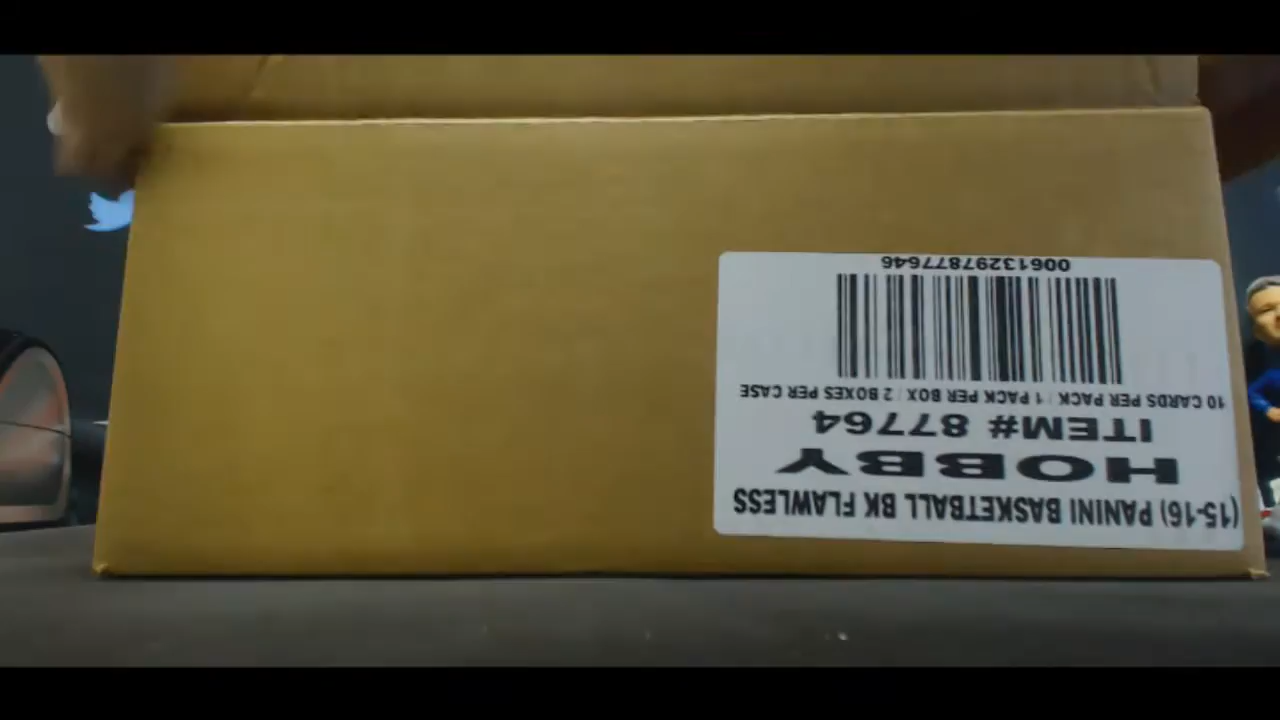 (15-16) PANINI BASKETBALL BK FLAWLESS
HOBBY
ITEM# 87764
10 CARDS PER PACK / 1 PACK PER BOX / 2 BOXES PER CASE
00613297877646